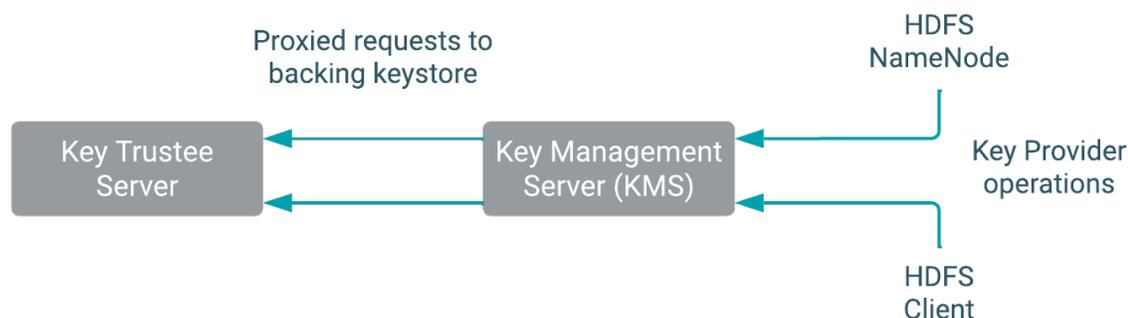 HDFS
NameNode
Proxied requests to
backing keystore
Key Trustee
Server
Key Management
Server (KMS)
Key Provider
operations
HDFS
Client